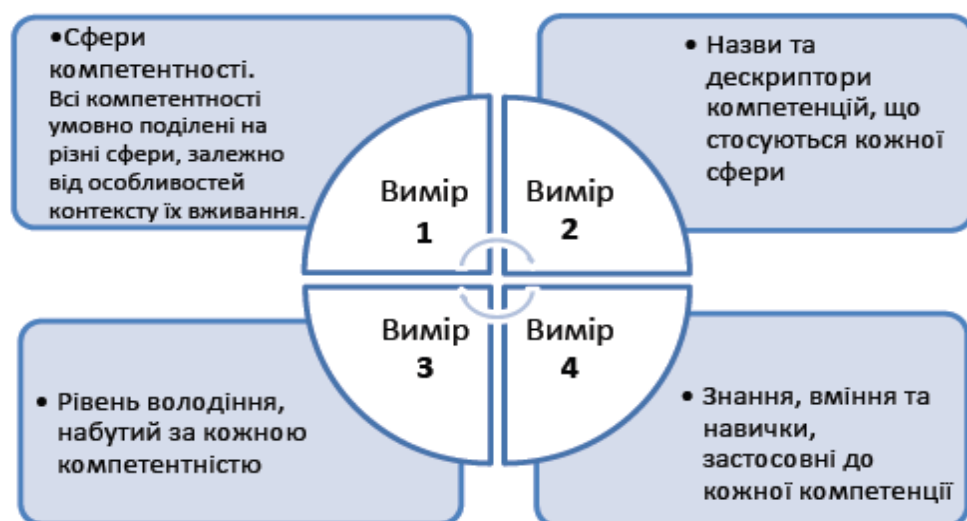 •Сфери
компетентності.
Всі компетентності
умовно поділені на
різні сфери, залежно
від особливостей
контексту їх вживання.
• Назви та
дескриптори
компетенцій, що
стосуються кожної
сфери
Вимір
1
Вимір
2
Вимір
3
Вимір
4
• Рівень володіння,
набутий за кожною
компетентністю
• Знання, вміння та
навички,
застосовні до
кожної компетенції